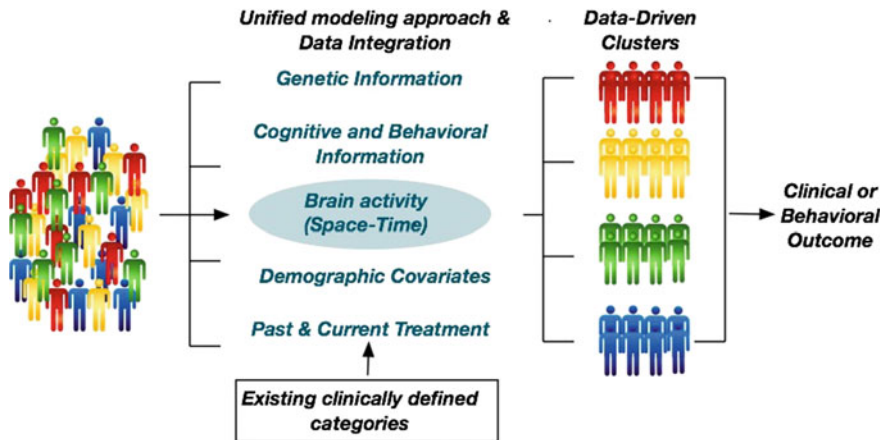 Unified modeling approach &
Data Integration
Genetic Information
Cognitive and Behavioral
Information
Brain activity
(Space-Time)
Demographic Covariates
Past & Current Treatment
Existing clinically defined
categories
Data-Driven
Clusters
Clinical or
Behavioral
Outcome